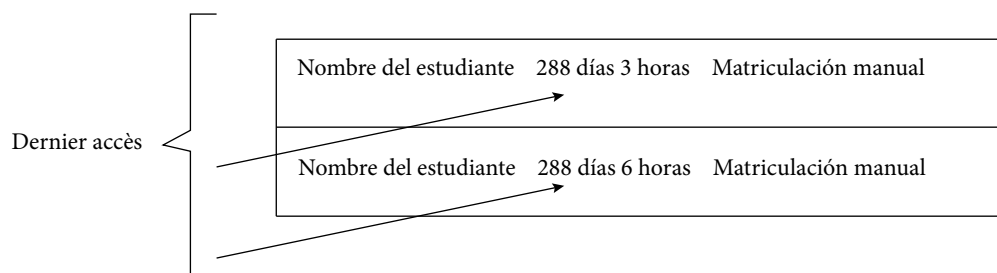 Nombre del estudiante 288 días 3 horas Matriculación manual
Dernier accès
Nombre del estudiante 288 días 6 horas Matriculación manual